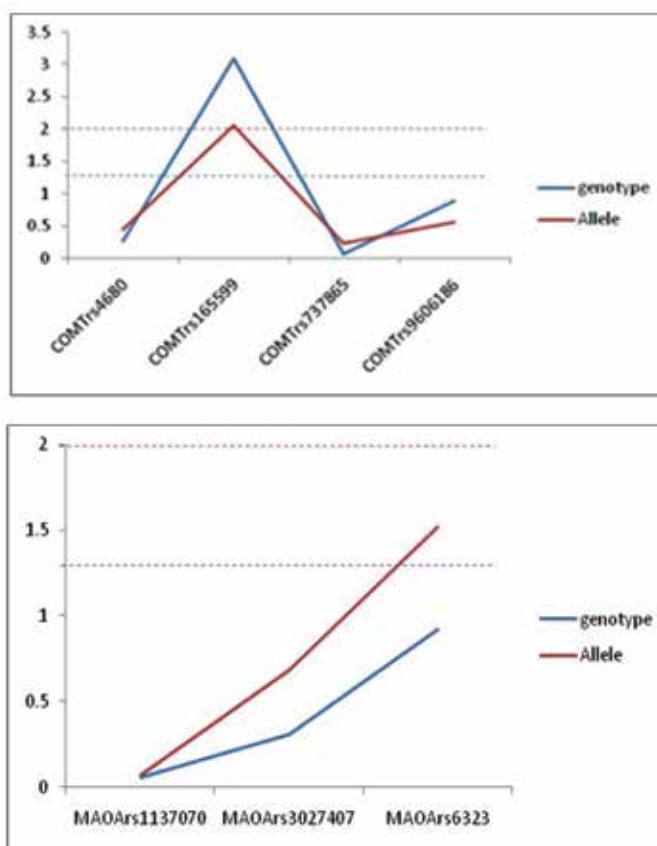 3.5
3
2.5
2
1.5
1
0.5
0
COMTrs4680
COMTrs165599
COMTrs737865
COMTrs9606186
genotype
Allele
2
1.5
1
0.5
0
MAOArs1137070 MAOArs3027407 MAOArs6323
genotype
Allele